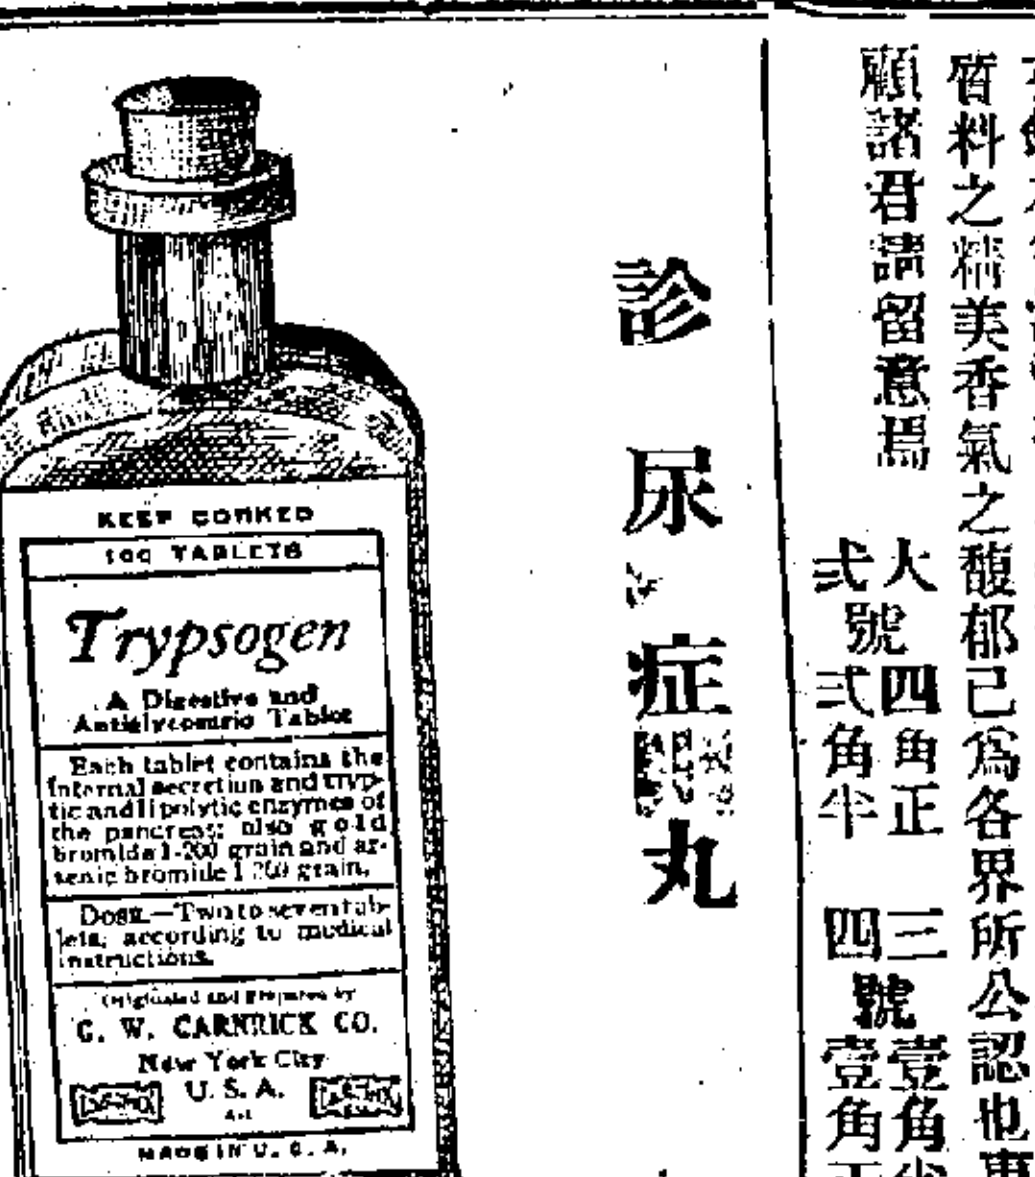 質料之精美香氣之馥郁已爲各界所公認也
顧諸君請留意焉
大號四角正 三號壹角
弍號弍角半 四號壹角
診尿症丸
KEEP CORKED
100 TABLETS
Trypsogen
A Digestive and
Antiglycosuric Tablet
Each tablet contains the
internal secretion and tryp-
tic and lipolytic enzymes of
the pancreas; also gold
bromide 1-200 grain and ar-
senic bromide 1-200 grain.
DOSE.—Two to seven tab-
lets, according to medical
instructions.
Originated and Prepared by
G. W. CARNRICK CO.
New York City
U. S. A.
MADE IN U. S. A.